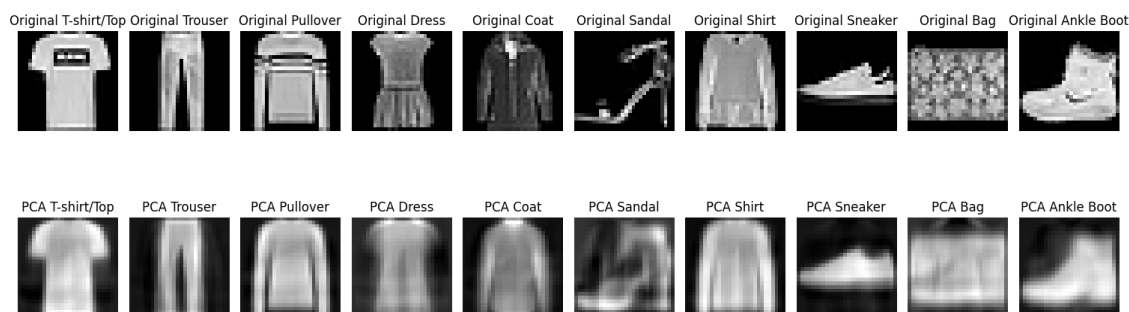 Original T-shirt/Top Original Trouser Original Pullover Original Dress Original Coat Original Sandal Original Shirt Original Sneaker Original Bag Original Ankle Boot
PCA T-shirt/Top PCA Trouser PCA Pullover PCA Dress PCA Coat PCA Sandal PCA Shirt PCA Sneaker PCA Bag PCA Ankle Boot